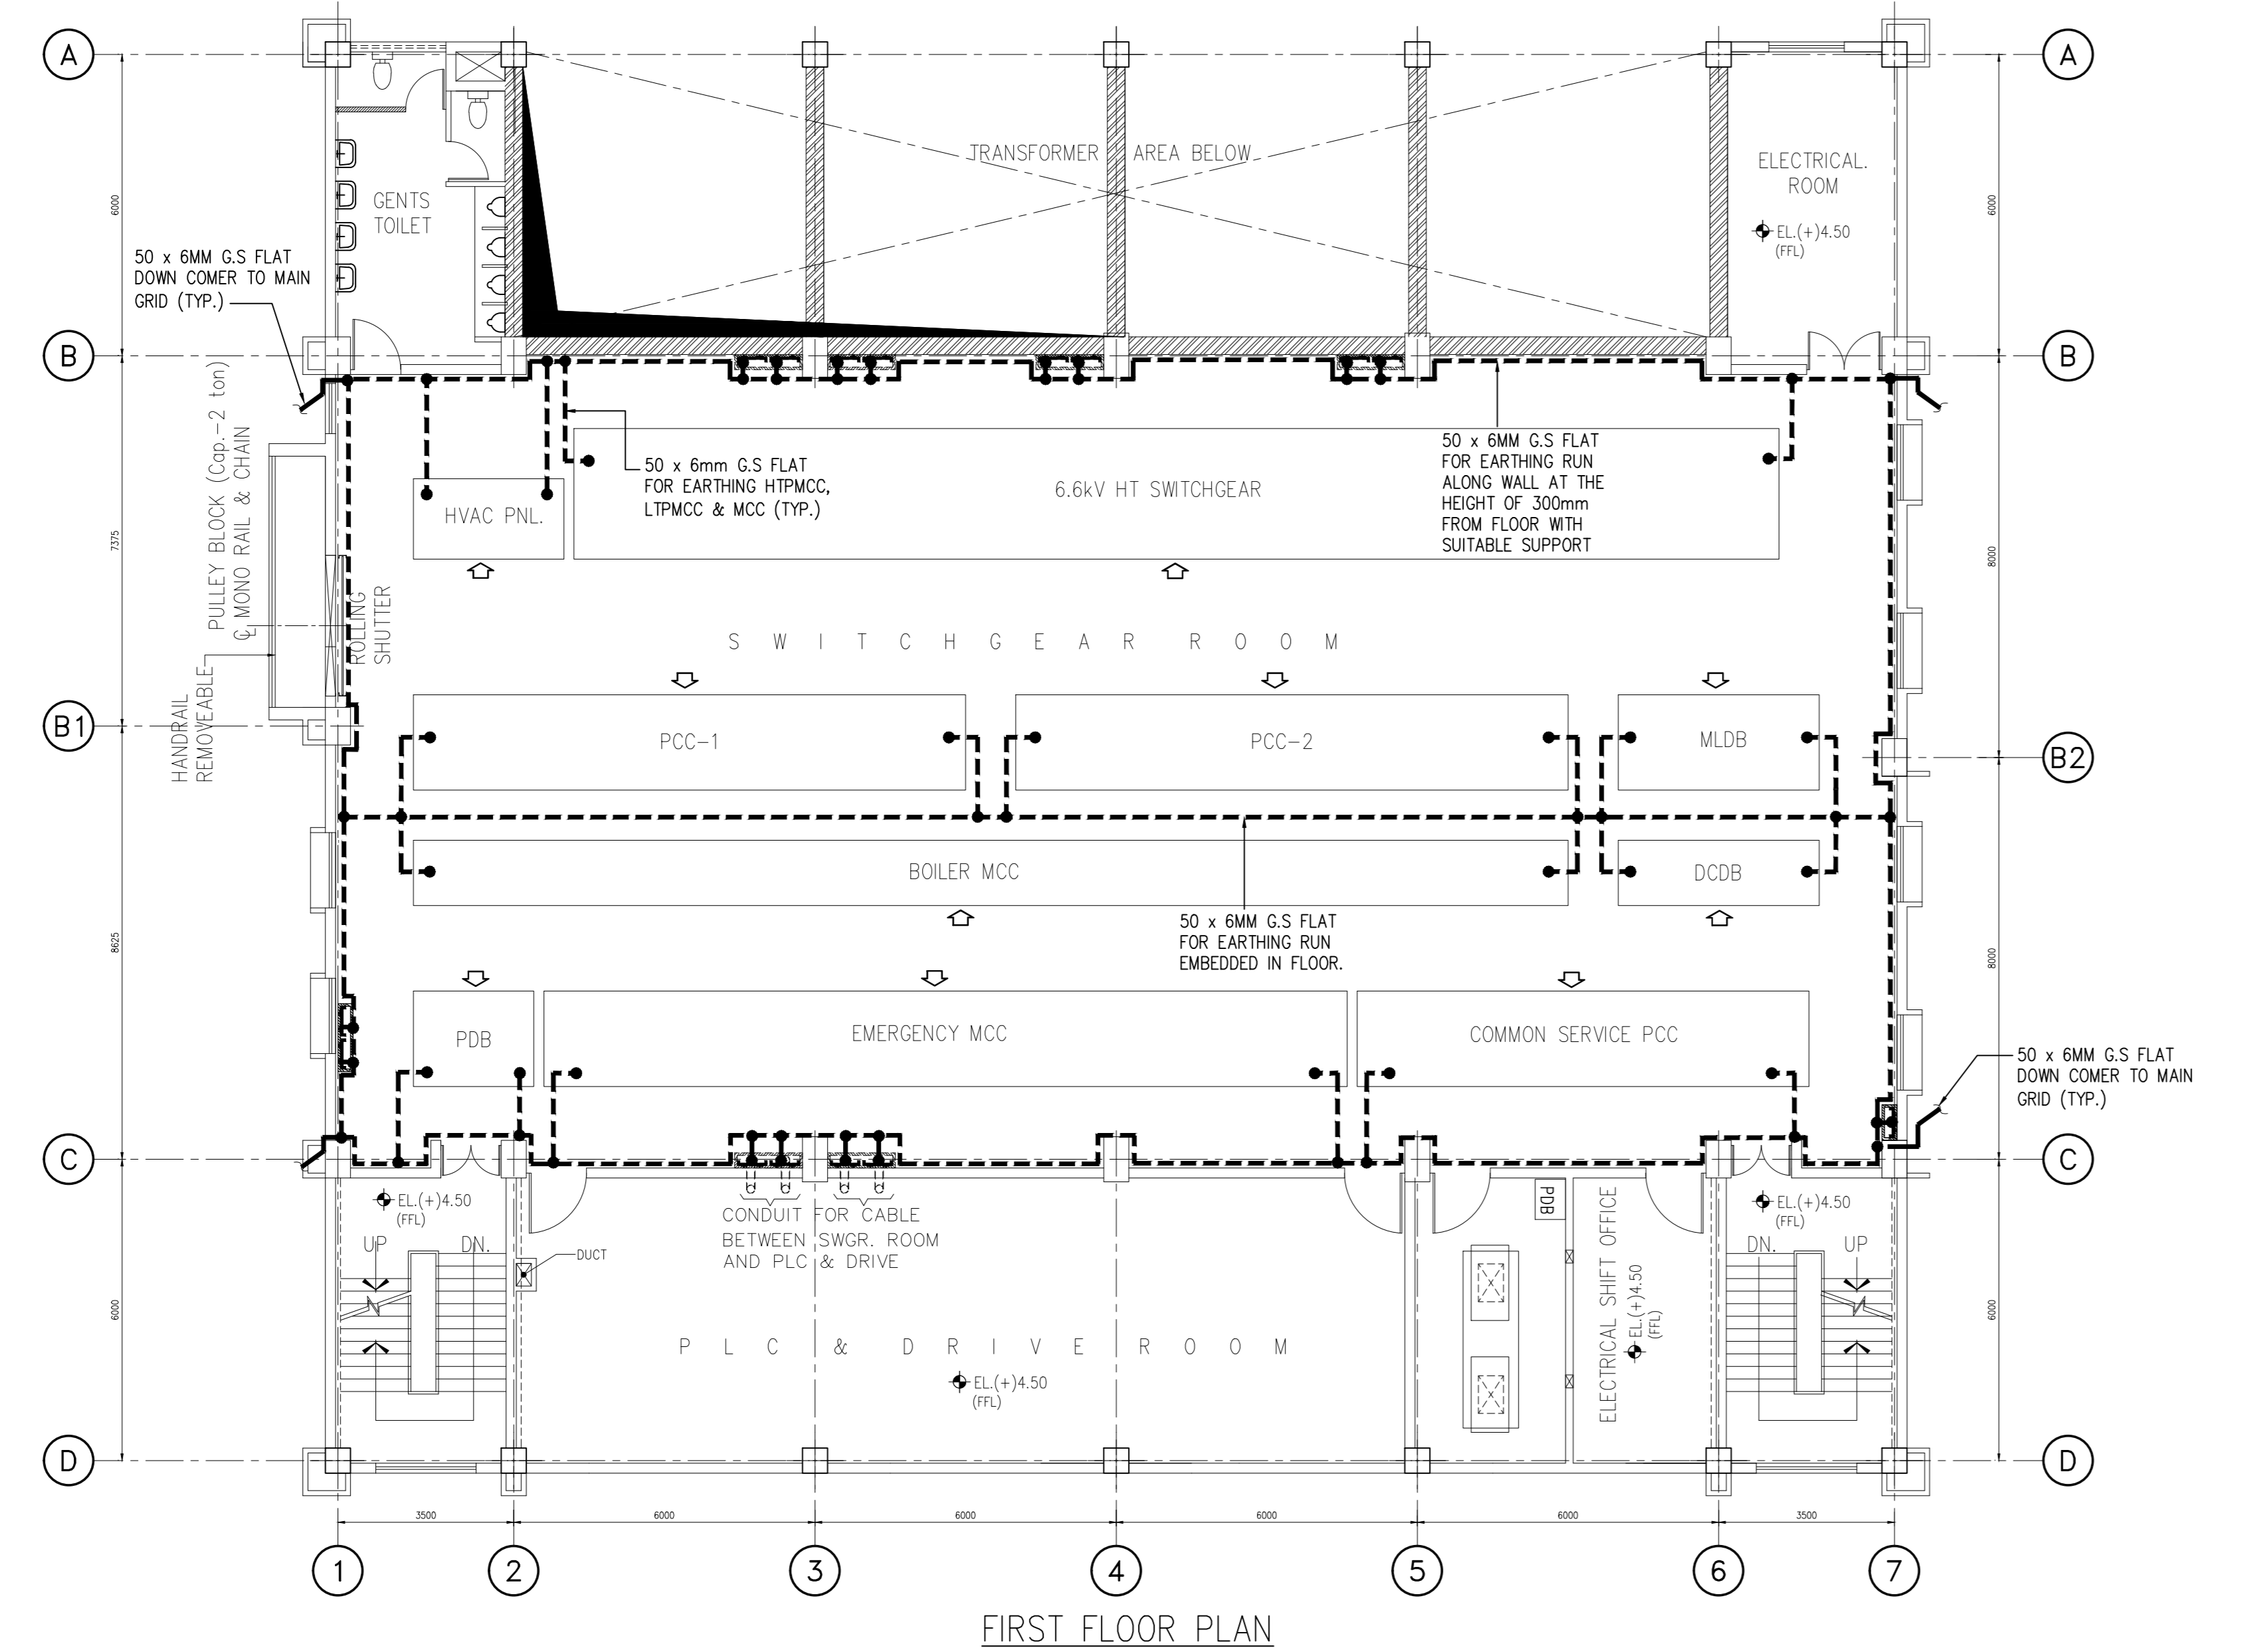 A
A
TRANSFORMER AREA BELOW
ELECTRICAL.
ROOM
EL.(+)4.50
(FFL)
GENTS
TOILET
6000
6000
50 x 6MM G.S FLAT
DOWN COMER TO MAIN
GRID (TYP.)
B
B
PULLEY BLOCK (Cap.-2 ton)
℄ MONO RAIL & CHAIN
50 x 6mm G.S FLAT
FOR EARTHING HTPMCC,
LTPMCC & MCC (TYP.)
50 x 6MM G.S FLAT
FOR EARTHING RUN
ALONG WALL AT THE
HEIGHT OF 300mm
FROM FLOOR WITH
SUITABLE SUPPORT
HVAC PNL.
6.6kV HT SWITCHGEAR
7375
8000
ROLLING
SHUTTER
SWITCHGEAR ROOM
HANDRAIL
REMOVEABLE
B1
B2
PCC-1
PCC-2
MLDB
BOILER MCC
DCDB
50 x 6MM G.S FLAT
FOR EARTHING RUN
EMBEDDED IN FLOOR.
8625
8000
PDB
EMERGENCY MCC
COMMON SERVICE PCC
50 x 6MM G.S FLAT
DOWN COMER TO MAIN
GRID (TYP.)
C
C
EL.(+)4.50
(FFL)
UP
DN.
DUCT
CONDUIT FOR CABLE
BETWEEN SWGR. ROOM
AND PLC & DRIVE
PDB
ELECTRICAL SHIFT OFFICE
EL.(+)4.50
(FFL)
EL.(+)4.50
(FFL)
DN.
UP
6000
6000
PLC & DRIVE ROOM
EL.(+)4.50
(FFL)
D
D
3500
6000
6000
6000
6000
3500
1
2
3
4
5
6
7
FIRST FLOOR PLAN